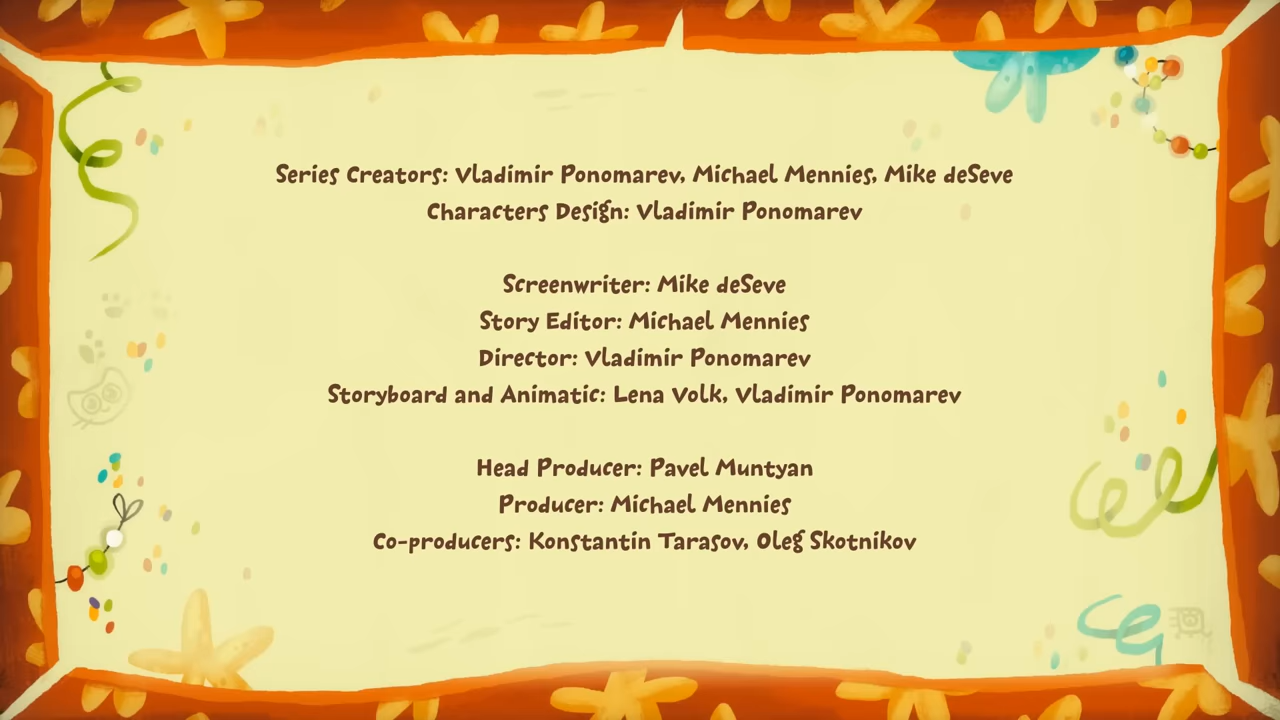 Series Creators: Vladimir Ponomarev, Michael Mennies, Mike deSeve
Characters Design: Vladimir Ponomarev
Screenwriter: Mike deSeve
Story Editor: Michael Mennies
Director: Vladimir Ponomarev
Storyboard and Animatic: Lena Volk, Vladimir Ponomarev
Head Producer: Pavel Muntyan
Producer: Michael Mennies
Co-producers: Konstantin Tarasov, Oleg Skotnikov